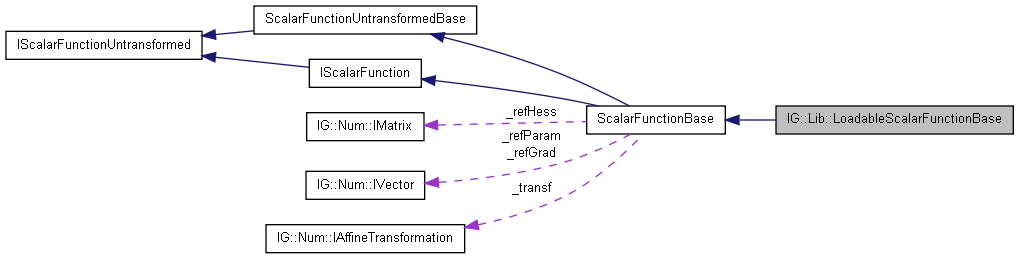 ScalarFunctionUntransformedBase
IScalarFunctionUntransformed
IScalarFunction
_refHess
IG::Num::IMatrix
ScalarFunctionBase
IG::Lib::LoadableScalarFunctionBase
_refParam
_refGrad
IG::Num::IVector
_transf
IG::Num::IAffineTransformation